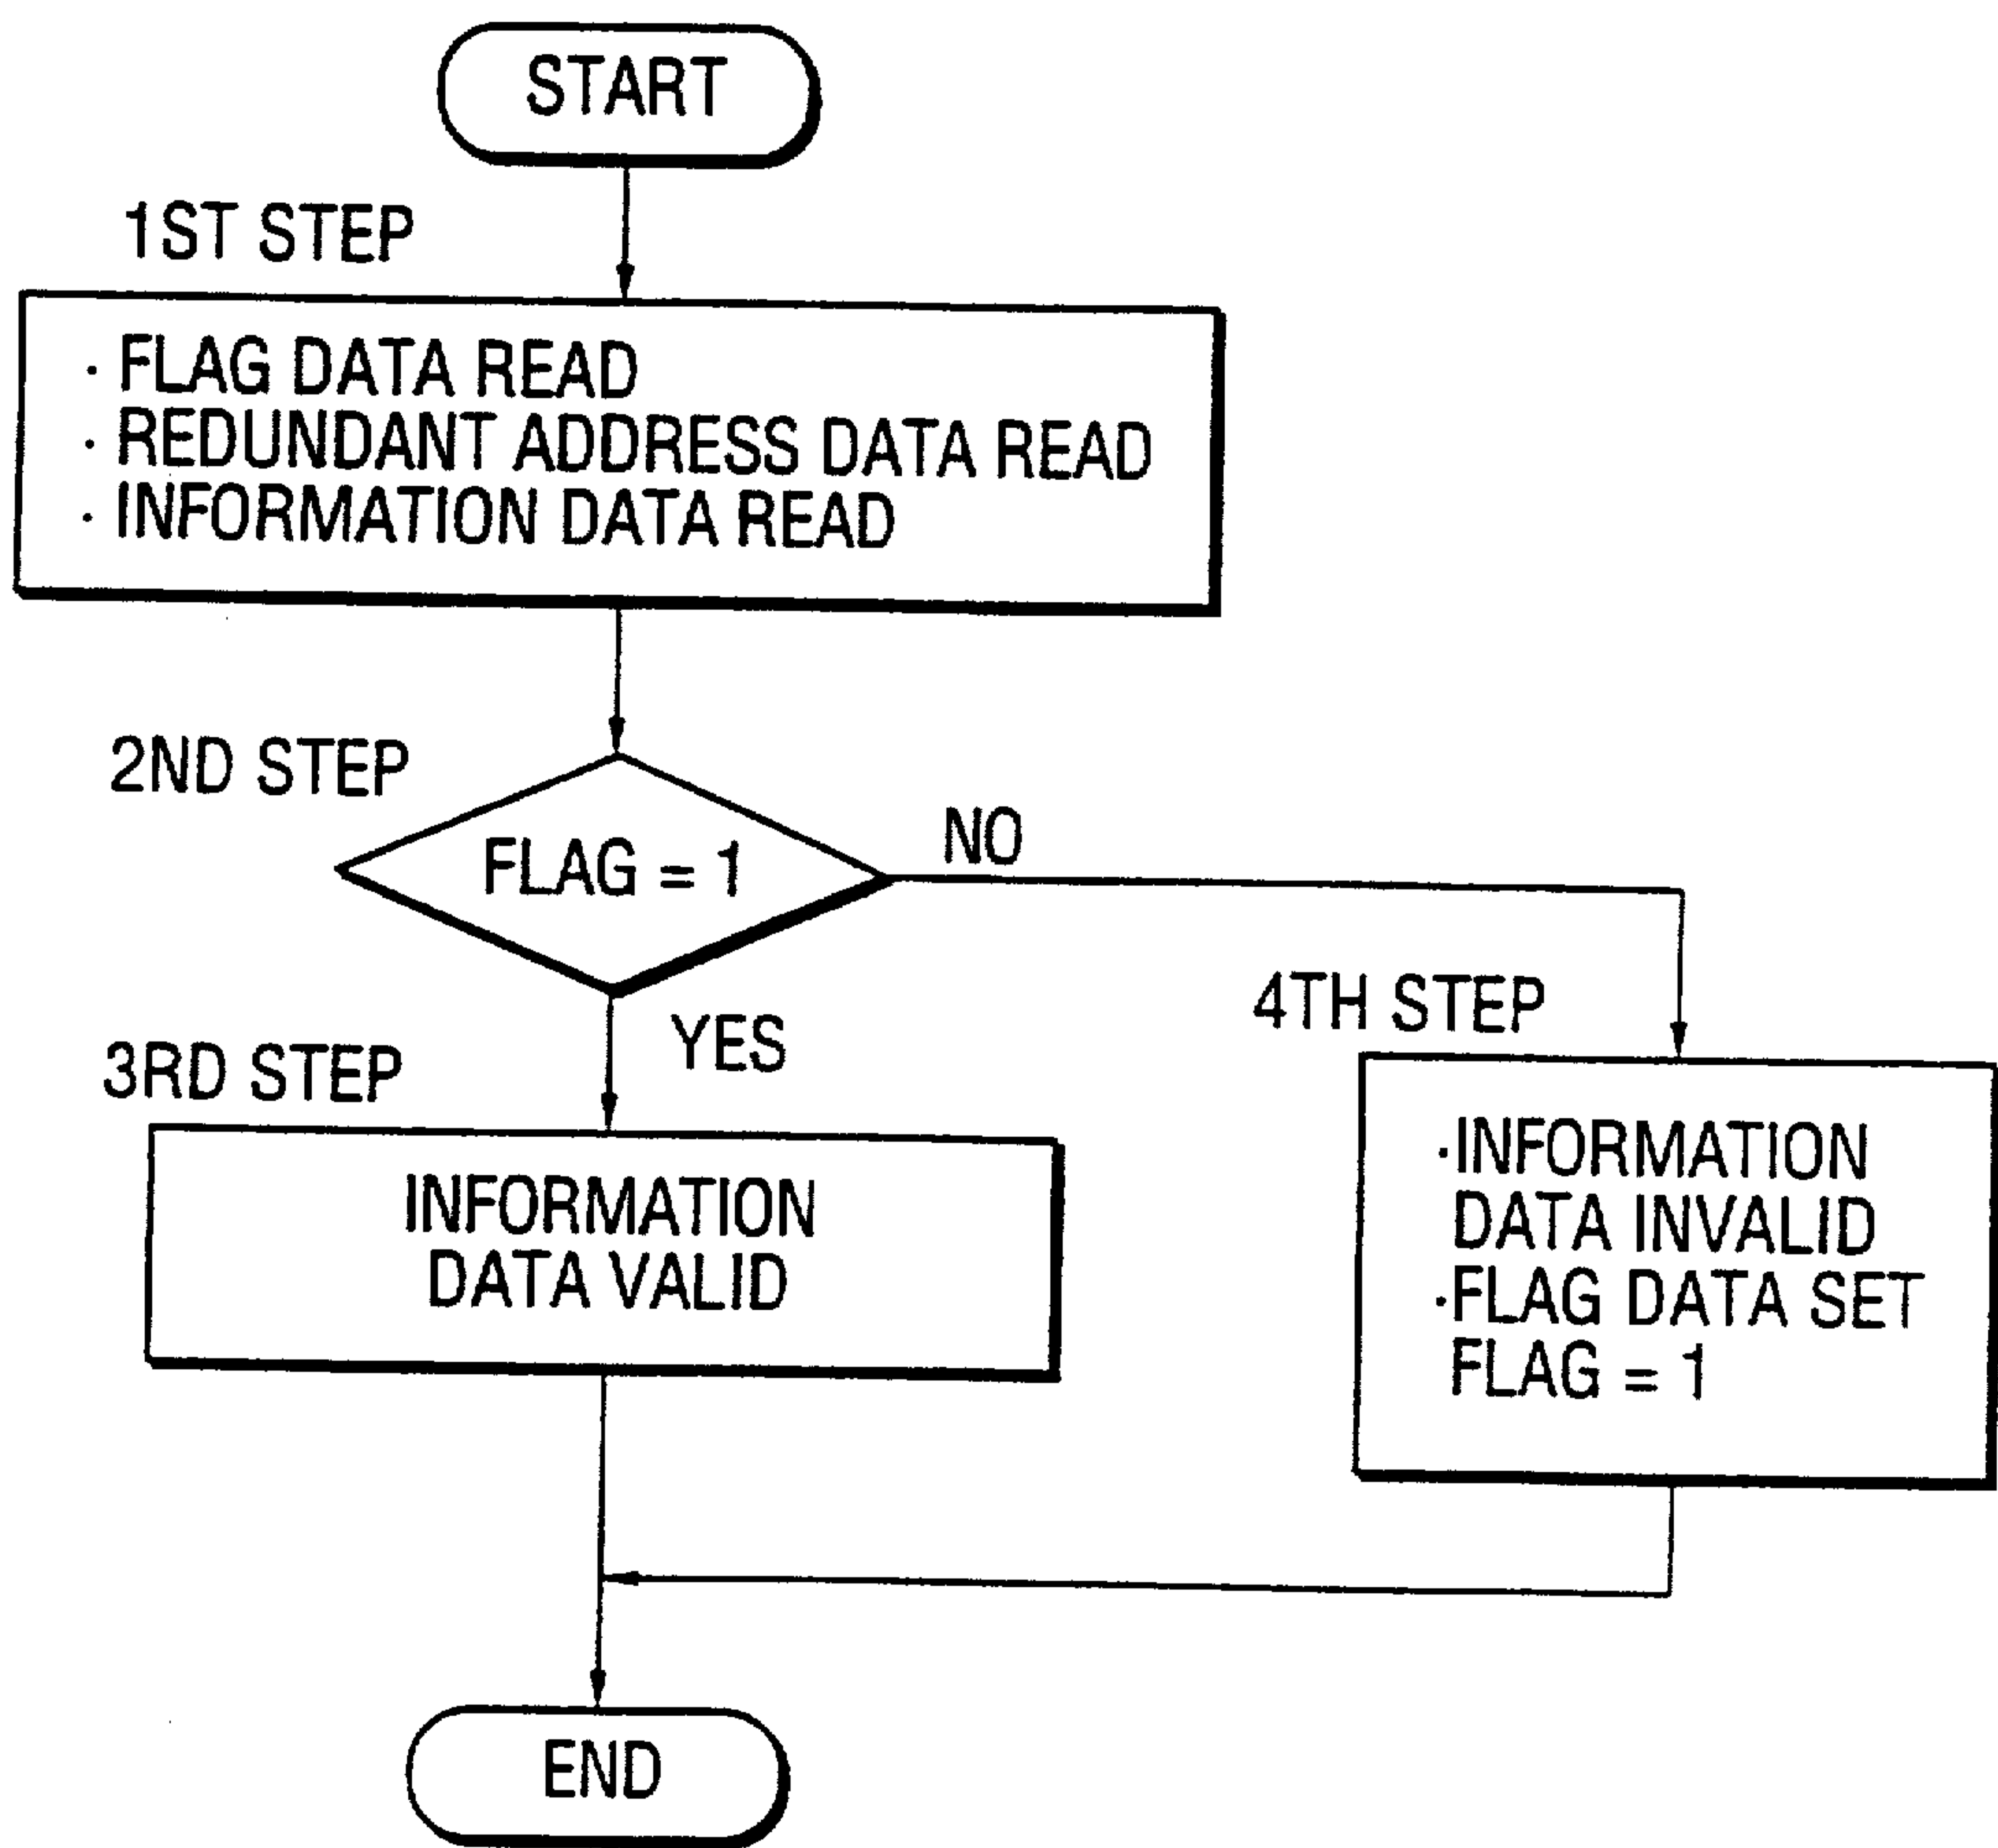 START
1ST STEP
· FLAG DATA READ
· REDUNDANT ADDRESS DATA READ
· INFORMATION DATA READ
2ND STEP
FLAG = 1
NO
YES
3RD STEP
INFORMATION
DATA VALID
4TH STEP
·INFORMATION
DATA INVALID
·FLAG DATA SET
FLAG = 1
END